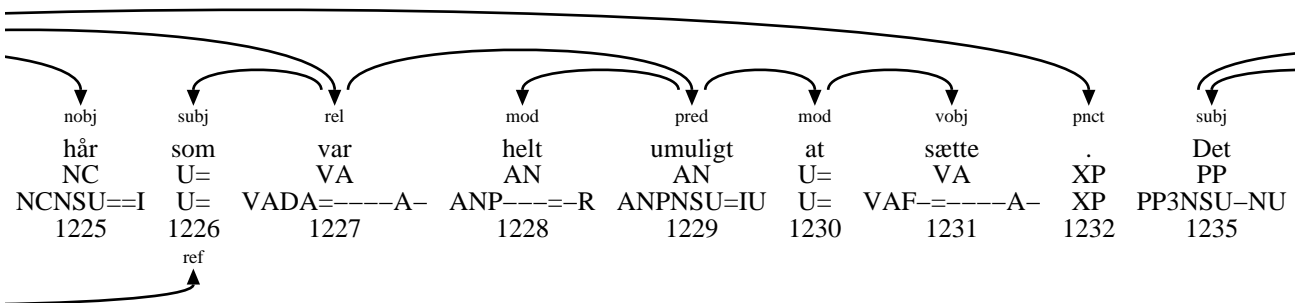 nobj subj rel mod pred mod vobj pnct subj
hår som var helt umuligt at sætte . Det
NC U= VA AN AN U= VA XP PP
NCNSU==I U= VADA=−−−−A− ANP−−−=−R ANPNSU=IU U= VAF−=−−−−A− XP PP3NSU−NU
1225 1226 1227 1228 1229 1230 1231 1232 1235
ref